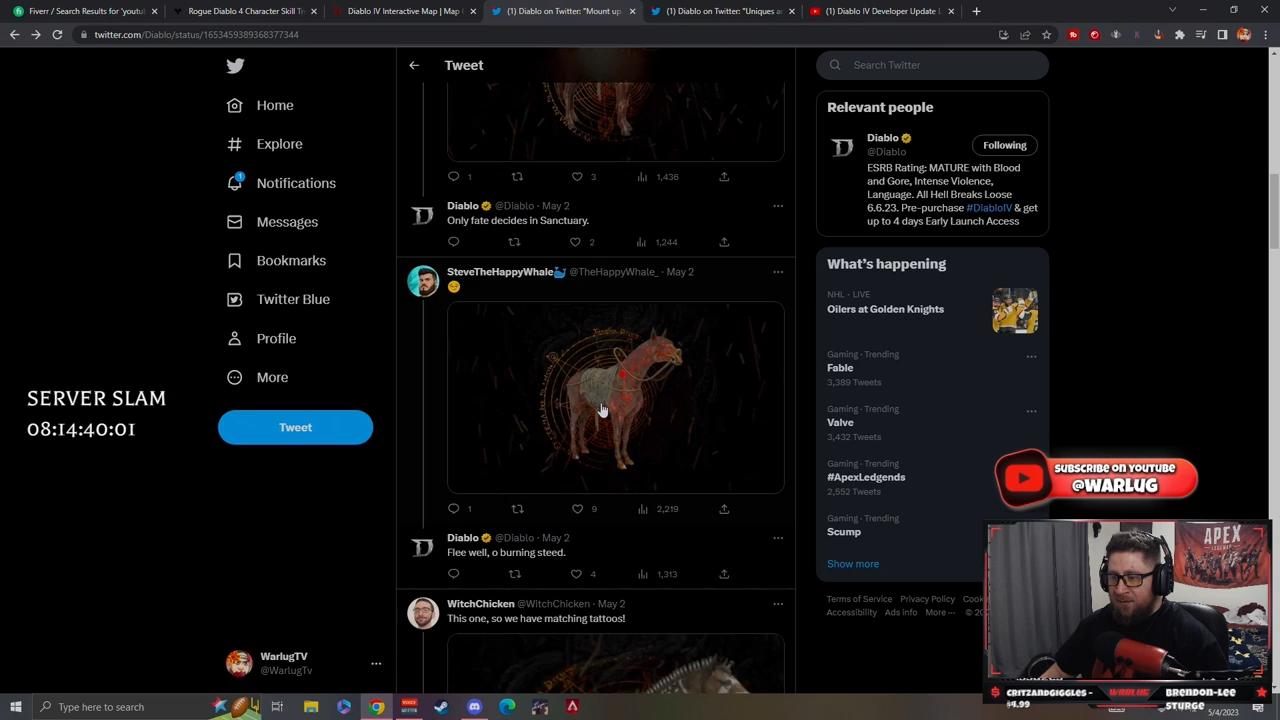 Fiverr / Search Results for 'youtul
Rogue Diablo 4 Character Skill Tr
Diablo IV Interactive Map | Map
(1) Diablo on Twitter: "Mount up
(1) Diablo on Twitter: "Uniques ar
(1) Diablo IV Developer Update L
twitter.com/Diablo/status/1653459389368377344
Home
Explore
1
Notifications
Messages
Bookmarks
Twitter Blue
Profile
More
Tweet
SERVER SLAM
08:14:40:01
WarlugTV
@WarlugTv
Tweet
1
3
1,436
Diablo @Diablo · May 2
Only fate decides in Sanctuary.
2
1,244
SteveTheHappyWhale @TheHappyWhale_ · May 2
1
9
2,219
Diablo @Diablo · May 2
Flee well, o burning steed.
4
1,313
WitchChicken @WitchChicken · May 2
This one, so we have matching tattoos!
Search Twitter
Relevant people
Diablo
@Diablo
Following
ESRB Rating: MATURE with Blood
and Gore, Intense Violence,
Language. All Hell Breaks Loose
6.6.23. Pre-purchase #DiabloIV & get
up to 4 days Early Launch Access
What's happening
NHL · LIVE
Oilers at Golden Knights
Gaming · Trending
Fable
3,389 Tweets
Gaming · Trending
Valve
3,432 Tweets
Gaming · Trending
#ApexLedgends
2,552 Tweets
Gaming · Trending
Scump
Show more
Terms of Service Privacy Policy Cook
Accessibility Ads info More ··· © 20
SUBSCRIBE ON YOUTUBE
@WARLUG
APEX
CRITZANDGIGGLES -
$4.99
WARLUG
BRENDON-LEE
STURGE
Type here to search
5/4/2023